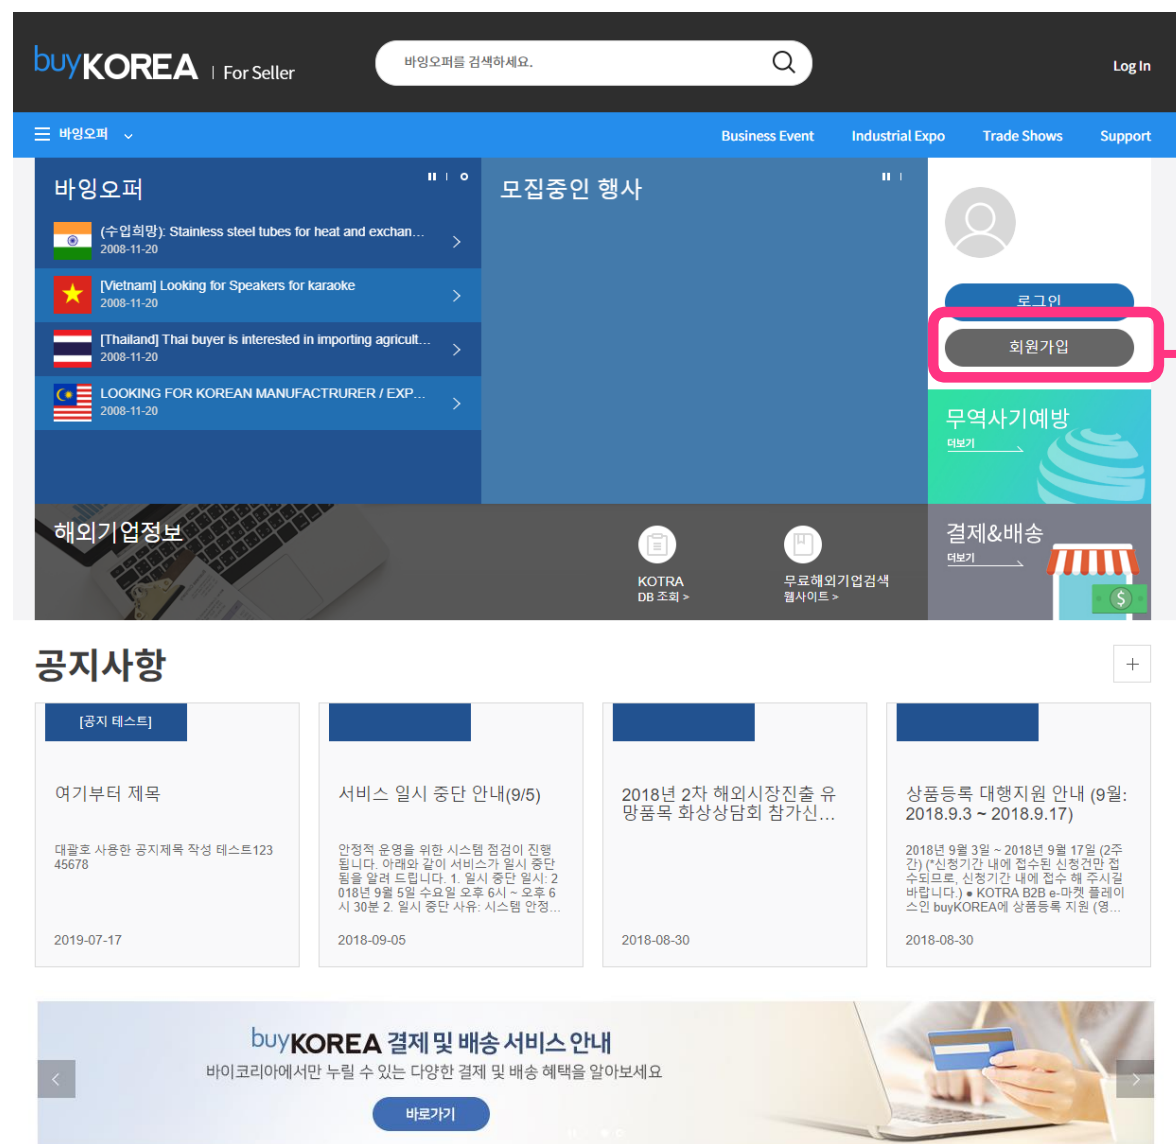 buyKOREA | For Seller
바잉오퍼를 검색하세요.
Log In
바잉오퍼
Business Event
Industrial Expo
Trade Shows
Support
바잉오퍼
(수입희망): Stainless steel tubes for heat and exchan...
2008-11-20
[Vietnam] Looking for Speakers for karaoke
2008-11-20
[Thailand] Thai buyer is interested in importing agricult...
2008-11-20
LOOKING FOR KOREAN MANUFACTRURER / EXP...
2008-11-20
모집중인 행사
로그인
회원가입
무역사기예방
더보기
해외기업정보
KOTRA
DB 조회 >
무료해외기업검색
웹사이트 >
결제&배송
더보기
공지사항
[공지 테스트]
여기부터 제목
대괄호 사용한 공지제목 작성 테스트123
45678
2019-07-17
서비스 일시 중단 안내(9/5)
안정적 운영을 위한 시스템 점검이 진행
됩니다. 아래와 같이 서비스가 일시 중단
됨을 알려 드립니다. 1. 일시 중단 일시: 2
018년 9월 5일 수요일 오후 6시 ~ 오후 6
시 30분 2. 일시 중단 사유: 시스템 안정...
2018-09-05
2018년 2차 해외시장진출 유
망품목 화상상담회 참가신...
2018-08-30
상품등록 대행지원 안내 (9월:
2018.9.3 ~ 2018.9.17)
2018년 9월 3일 ~ 2018년 9월 17일 (2주
간) (*신청기간 내에 접수된 신청건만 접
수되므로, 신청기간 내에 접수 해 주시길
바랍니다.) ● KOTRA B2B e-마켓 플레이
스인 buyKOREA에 상품등록 지원 (영...
2018-08-30
buyKOREA 결제 및 배송 서비스 안내
바이코리아에서만 누릴 수 있는 다양한 결제 및 배송 혜택을 알아보세요
바로가기